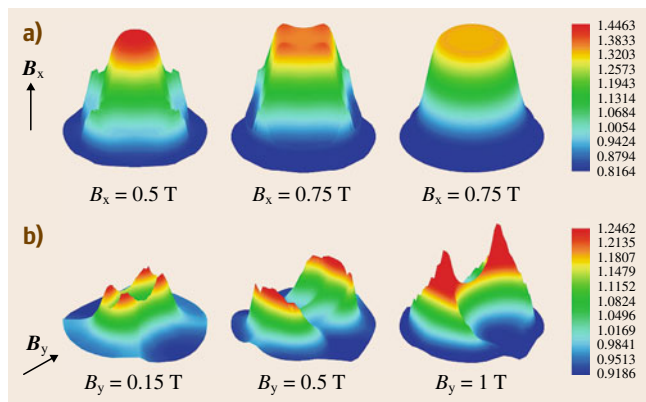 a)
Bx
Bx = 0.5 T
Bx = 0.75 T
Bx = 0.75 T
1.4463
1.3833
1.3203
1.2573
1.1943
1.1314
1.0684
1.0054
0.9424
0.8794
0.8164
b)
By
By = 0.15 T
By = 0.5 T
By = 1 T
1.2462
1.2135
1.1807
1.1479
1.1152
1.0824
1.0496
1.0169
0.9841
0.9513
0.9186